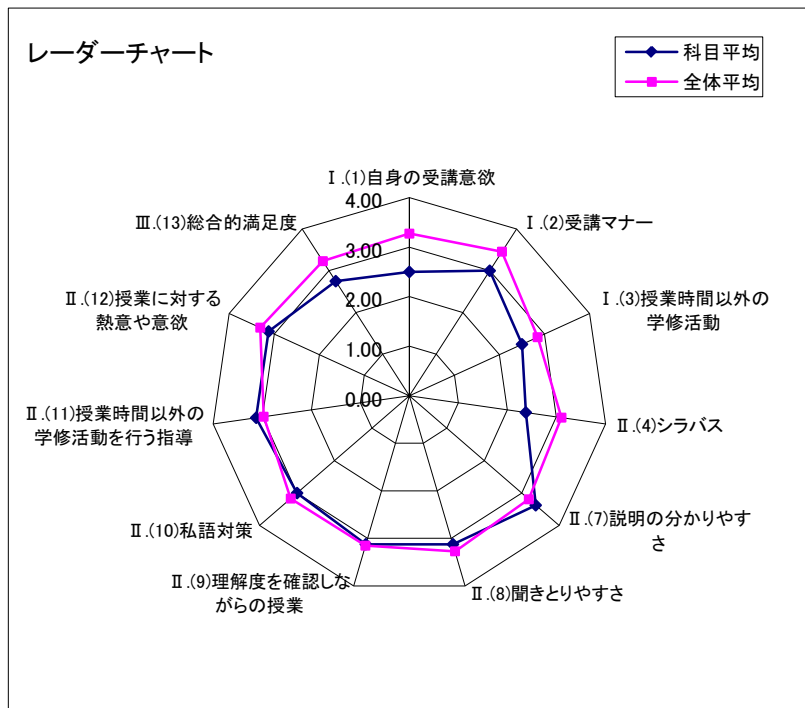 レーダーチャート
科目平均
全体平均
Ⅰ.(1)自身の受講意欲
Ⅰ.(2)受講マナー
Ⅰ.(3)授業時間以外の
学修活動
Ⅱ.(4)シラバス
Ⅱ.(7)説明の分かりやす
さ
Ⅱ.(8)聞きとりやすさ
Ⅱ.(9)理解度を確認しな
がらの授業
Ⅱ.(10)私語対策
Ⅱ.(11)授業時間以外の
学修活動を行う指導
Ⅱ.(12)授業に対する
熱意や意欲
Ⅲ.(13)総合的満足度
4.00
3.00
2.00
1.00
0.00